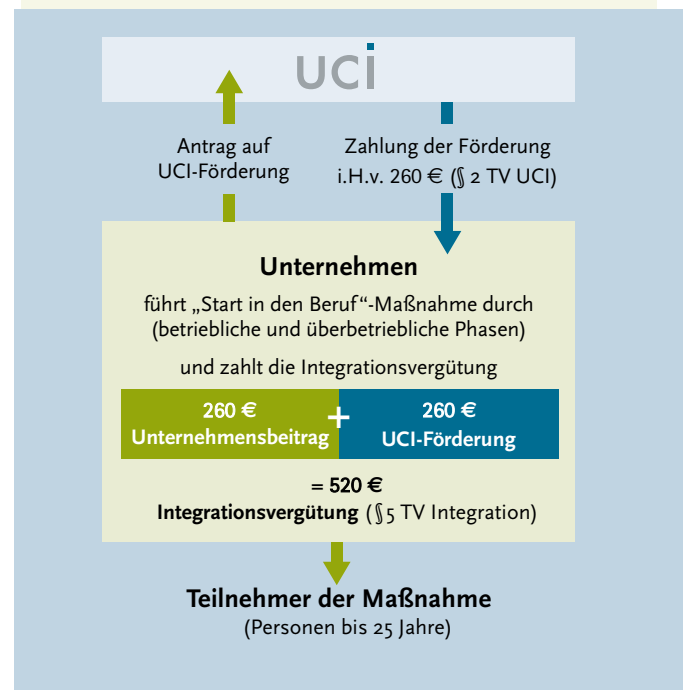 uci
Antrag auf
UCI-Förderung
Zahlung der Förderung
i.H.v. 260 € (§ 2 TV UCI)
Unternehmen
führt „Start in den Beruf“-Maßnahme durch
(betriebliche und überbetriebliche Phasen)
und zahlt die Integrationsvergütung
260 €
Unternehmensbeitrag
+
260 €
UCI-Förderung
= 520 €
Integrationsvergütung (§ 5 TV Integration)
Teilnehmer der Maßnahme
(Personen bis 25 Jahre)